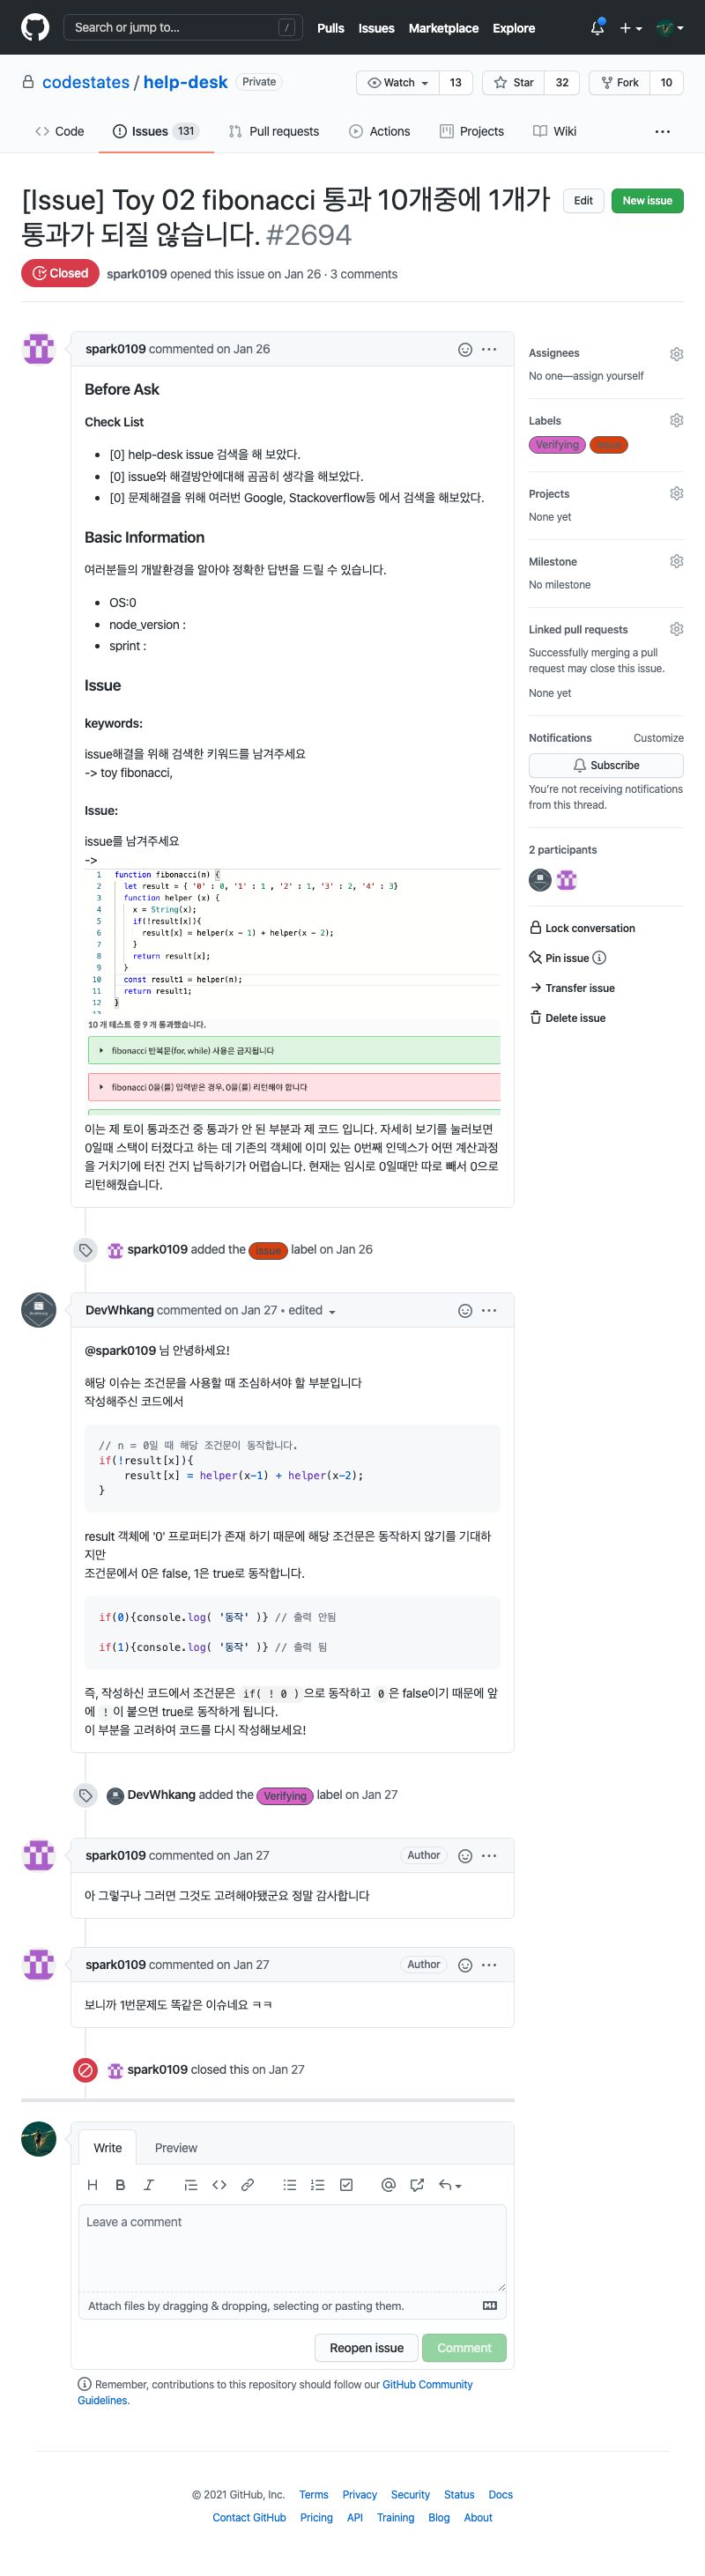 Search or jump to... /
Pulls Issues Marketplace Explore
codestates / help-desk Private
Watch 13 Star 32 Fork 10
Code Issues 131 Pull requests Actions Projects Wiki ...
[Issue] Toy 02 fibonacci 통과 10개중에 1개가
통과가 되질 않습니다. #2694
Edit New issue
Closed spark0109 opened this issue on Jan 26 · 3 comments
spark0109 commented on Jan 26
Before Ask
Check List
• [0] help-desk issue 검색을 해 보았다.
• [0] issue와 해결방안에대해 곰곰히 생각을 해보았다.
• [0] 문제해결을 위해 여러번 Google, Stackoverflow등 에서 검색을 해보았다.
Basic Information
여러분들의 개발환경을 알아야 정확한 답변을 드릴 수 있습니다.
• OS:0
• node_version :
• sprint :
Issue
keywords:
issue해결을 위해 검색한 키워드를 남겨주세요
-> toy fibonacci,
Issue:
issue를 남겨주세요
->
1 function fibonacci(n) {
2 let result = { '0' : 0, '1' : 1 , '2' : 1, '3' : 2, '4' : 3}
3 function helper (x) {
4 x = String(x);
5 if(!result[x]){
6 result[x] = helper(x - 1) + helper(x - 2);
7 }
8 return result[x];
9 }
10 const result1 = helper(n);
11 return result1;
12 }
10 개 테스트 중 9 개 통과했습니다.
fibonacci 반복문(for, while) 사용은 금지됩니다
fibonacci 0을(를) 입력받은 경우, 0을(를) 리턴해야 합니다
이는 제 토이 통과조건 중 통과가 안 된 부분과 제 코드 입니다. 자세히 보기를 눌러보면
0일때 스택이 터졌다고 하는 데 기존의 객체에 이미 있는 0번째 인덱스가 어떤 계산과정
을 거치기에 터진 건지 납득하기가 어렵습니다. 현재는 임시로 0일때만 따로 빼서 0으로
리턴해줬습니다.
spark0109 added the issue label on Jan 26
DevWhkang commented on Jan 27 • edited
@spark0109 님 안녕하세요!
해당 이슈는 조건문을 사용할 때 조심하셔야 할 부분입니다
작성해주신 코드에서
// n = 0일 때 해당 조건문이 동작합니다.
if(!result[x]){
result[x] = helper(x-1) + helper(x-2);
}
result 객체에 '0' 프로퍼티가 존재 하기 때문에 해당 조건문은 동작하지 않기를 기대하
지만
조건문에서 0은 false, 1은 true로 동작합니다.
if(0){console.log( '동작' )} // 출력 안됨
if(1){console.log( '동작' )} // 출력 됨
즉, 작성하신 코드에서 조건문은 if( ! 0 ) 으로 동작하고 0 은 false이기 때문에 앞
에 ! 이 붙으면 true로 동작하게 됩니다.
이 부분을 고려하여 코드를 다시 작성해보세요!
DevWhkang added the Verifying label on Jan 27
spark0109 commented on Jan 27 Author
아 그렇구나 그러면 그것도 고려해야됐군요 정말 감사합니다
spark0109 commented on Jan 27 Author
보니까 1번문제도 똑같은 이슈네요 ㅋㅋ
spark0109 closed this on Jan 27
Write Preview
Leave a comment
Attach files by dragging & dropping, selecting or pasting them.
Reopen issue Comment
Remember, contributions to this repository should follow our GitHub Community
Guidelines.
Assignees
No one—assign yourself
Labels
Verifying issue
Projects
None yet
Milestone
No milestone
Linked pull requests
Successfully merging a pull
request may close this issue.
None yet
Notifications Customize
Subscribe
You're not receiving notifications
from this thread.
2 participants
Lock conversation
Pin issue
Transfer issue
Delete issue
© 2021 GitHub, Inc. Terms Privacy Security Status Docs
Contact GitHub Pricing API Training Blog About